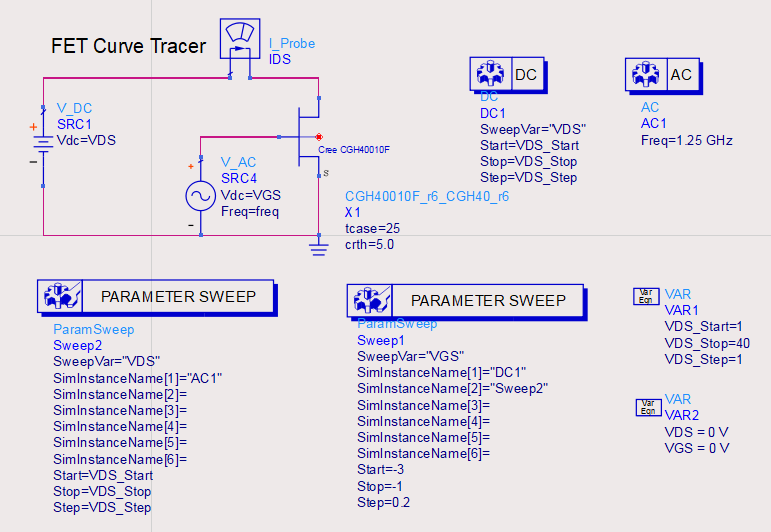 FET Curve Tracer
I_Probe
IDS
V_DC
SRC1
Vdc=VDS
+
-
V_AC
SRC4
Vdc=VGS
Freq=freq
+
-
Cree CGH40010F
S
CGH40010F_r6_CGH40_r6
X1
tcase=25
crth=5.0
DC
DC
DC1
SweepVar="VDS"
Start=VDS_Start
Stop=VDS_Stop
Step=VDS_Step
AC
AC
AC1
Freq=1.25 GHz
PARAMETER SWEEP
ParamSweep
Sweep2
SweepVar="VDS"
SimInstanceName[1]="AC1"
SimInstanceName[2]=
SimInstanceName[3]=
SimInstanceName[4]=
SimInstanceName[5]=
SimInstanceName[6]=
Start=VDS_Start
Stop=VDS_Stop
Step=VDS_Step
PARAMETER SWEEP
ParamSweep
Sweep1
SweepVar="VGS"
SimInstanceName[1]="DC1"
SimInstanceName[2]="Sweep2"
SimInstanceName[3]=
SimInstanceName[4]=
SimInstanceName[5]=
SimInstanceName[6]=
Start=-3
Stop=-1
Step=0.2
Var
Eqn
VAR
VAR1
VDS_Start=1
VDS_Stop=40
VDS_Step=1
Var
Eqn
VAR
VAR2
VDS = 0 V
VGS = 0 V